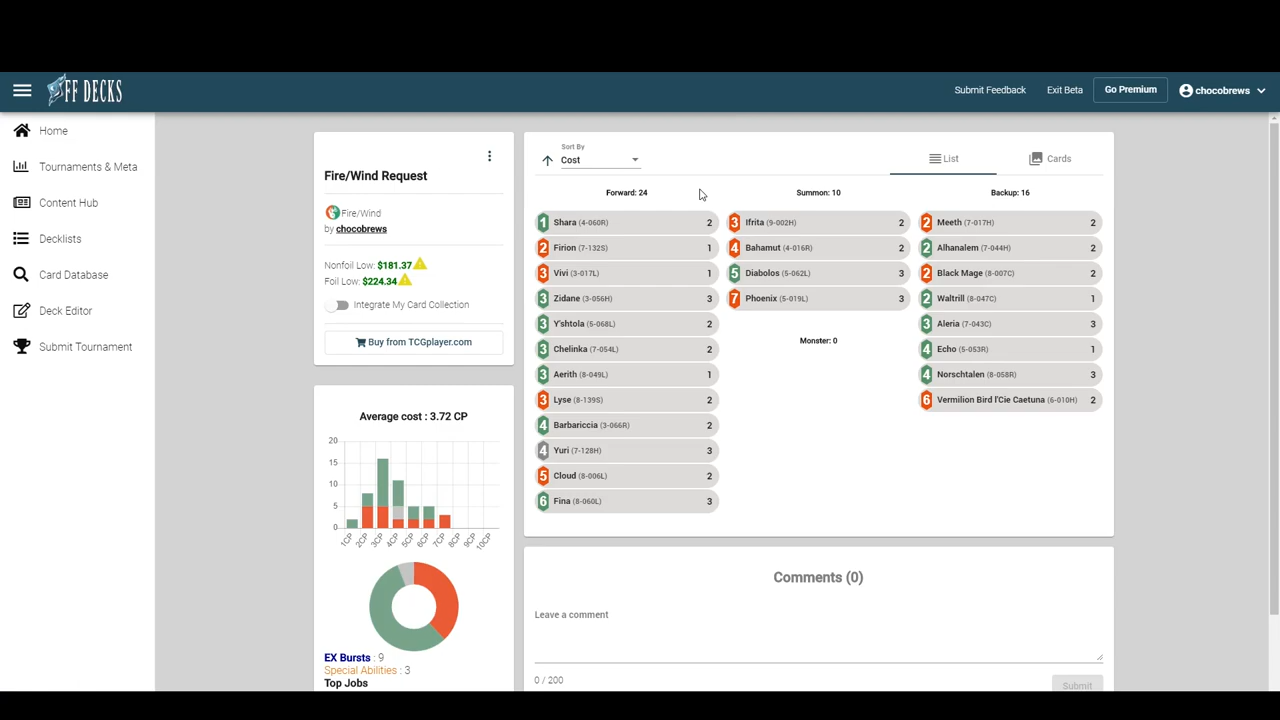 FF DECKS
Submit Feedback
Exit Beta
Go Premium
chocobrews
Home
Tournaments & Meta
Content Hub
Decklists
Card Database
Deck Editor
Submit Tournament
Fire/Wind Request
Fire/Wind
by chocobrews
Nonfoil Low: $181.37
Foil Low: $224.34
Integrate My Card Collection
Buy from TCGplayer.com
Average cost : 3.72 CP
20
15
10
5
0
1CP 2CP 3CP 4CP 5CP 6CP 7CP 8CP 9CP 10CP
EX Bursts : 9
Special Abilities : 3
Top Jobs
Sort By
Cost
List
Cards
Forward: 24
1 Shara (4-060R) 2
2 Firion (7-132S) 1
3 Vivi (3-017L) 1
3 Zidane (3-056H) 3
3 Y'shtola (5-068L) 2
3 Chelinka (7-054L) 2
3 Aerith (8-049L) 1
3 Lyse (8-139S) 2
4 Barbariccia (3-066R) 2
4 Yuri (7-128H) 3
5 Cloud (8-006L) 2
6 Fina (8-060L) 3
Summon: 10
3 Ifrita (9-002H) 2
4 Bahamut (4-016R) 2
5 Diabolos (5-062L) 3
7 Phoenix (5-019L) 3
Monster: 0
Backup: 16
2 Meeth (7-017H) 2
2 Alhanalem (7-044H) 2
2 Black Mage (8-007C) 2
2 Waltrill (8-047C) 1
3 Aleria (7-043C) 3
4 Echo (5-053R) 1
4 Norschtalen (8-058R) 3
6 Vermilion Bird l'Cie Caetuna (6-010H) 2
Comments (0)
Leave a comment
0 / 200
Submit